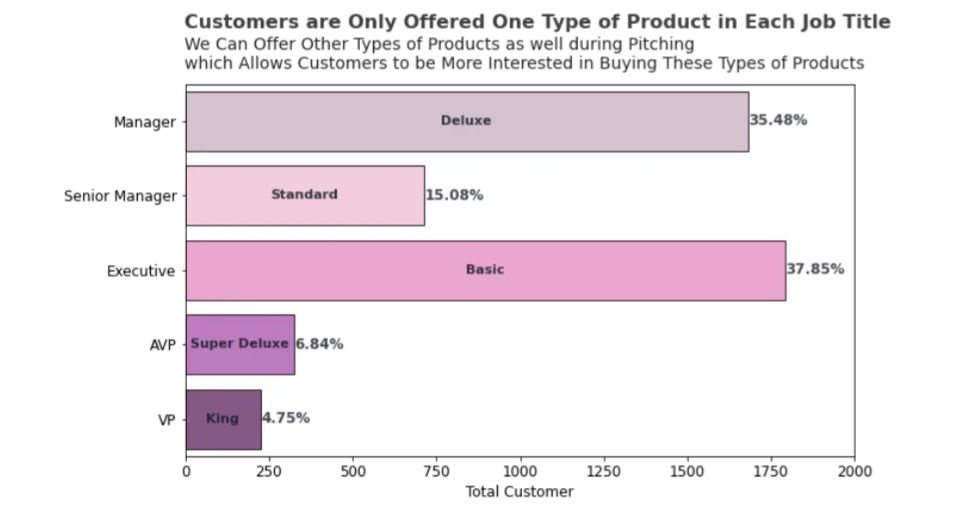 Customers are Only Offered One Type of Product in Each Job Title
We Can Offer Other Types of Products as well during Pitching
which Allows Customers to be More Interested in Buying These Types of Products
Manager Deluxe 35.48%
Senior Manager Standard 15.08%
Executive Basic 37.85%
AVP Super Deluxe 6.84%
VP King 4.75%
0 250 500 750 1000 1250 1500 1750 2000
Total Customer